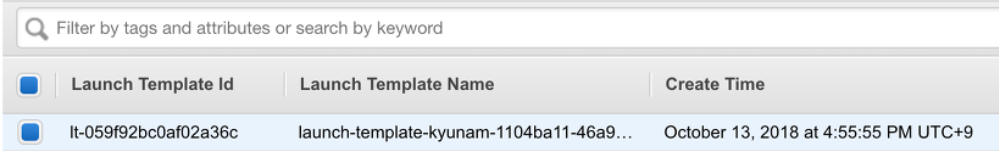 Filter by tags and attributes or search by keyword
Launch Template Id Launch Template Name Create Time
lt-059f92bc0af02a36c launch-template-kyunam-1104ba11-46a9... October 13, 2018 at 4:55:55 PM UTC+9